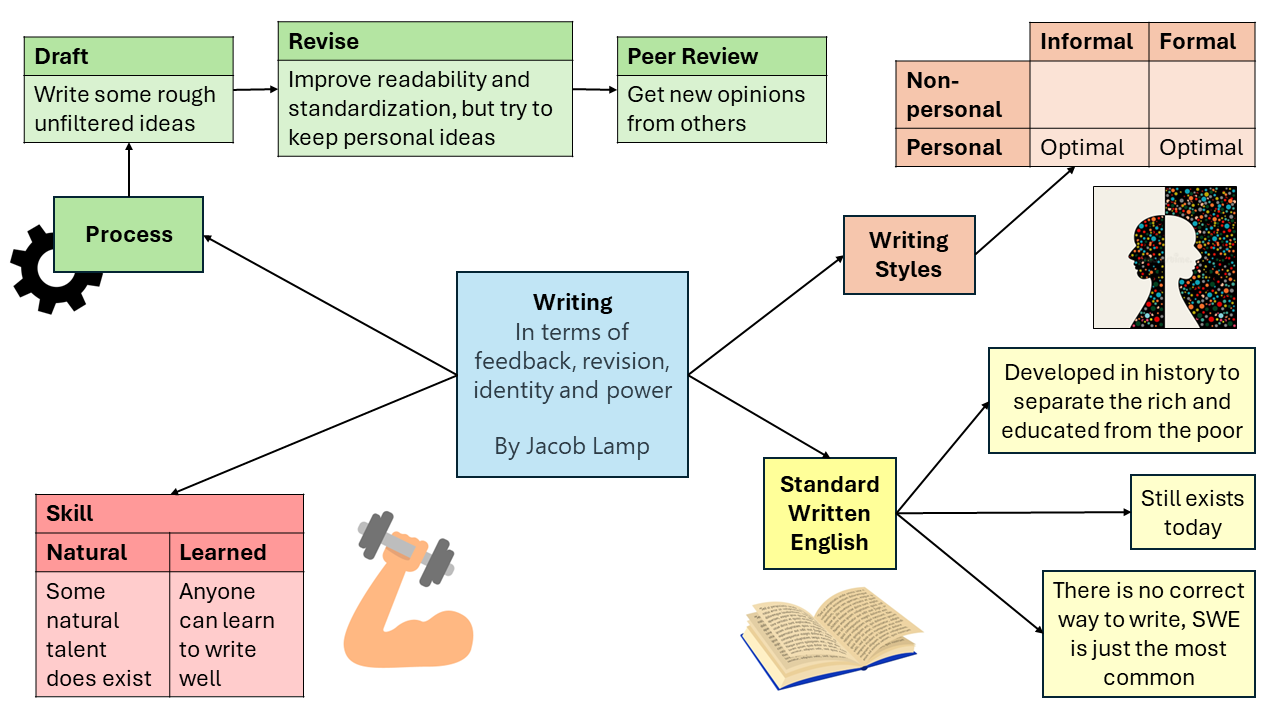 Draft
Write some rough
unfiltered ideas
Revise
Improve readability and
standardization, but try to
keep personal ideas
Peer Review
Get new opinions
from others
Informal
Formal
Non-
personal
Personal
Optimal
Optimal
Process
Writing
Styles
Writing
In terms of
feedback, revision,
identity and power
By Jacob Lamp
Developed in history to
separate the rich and
educated from the poor
Standard
Written
English
Still exists
today
There is no correct
way to write, SWE
is just the most
common
Skill
Natural
Learned
Some
natural
talent
does exist
Anyone
can learn
to write
well